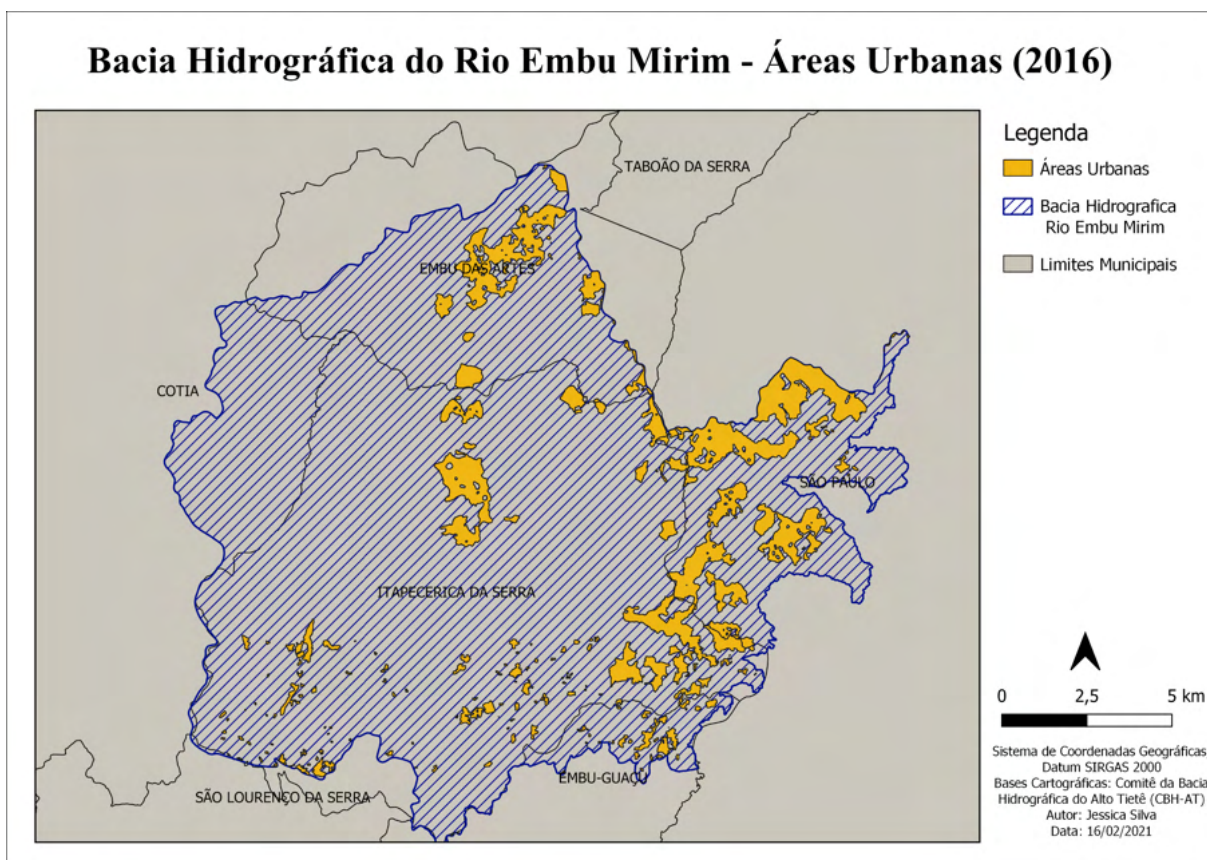 Bacia Hidrográfica do Rio Embu Mirim - Áreas Urbanas (2016)
Legenda
Áreas Urbanas
Bacia Hidrografica
Rio Embu Mirim
Limites Municipais
TABOÃO DA SERRA
EMBU DAS ARTES
COTIA
SÃO PAULO
ITAPECERICA DA SERRA
EMBU-GUAÇU
SÃO LOURENÇO DA SERRA
0 2,5 5 km
Sistema de Coordenadas Geográficas
Datum SIRGAS 2000
Bases Cartográficas: Comitê da Bacia
Hidrográfica do Alto Tietê (CBH-AT)
Autor: Jessica Silva
Data: 16/02/2021